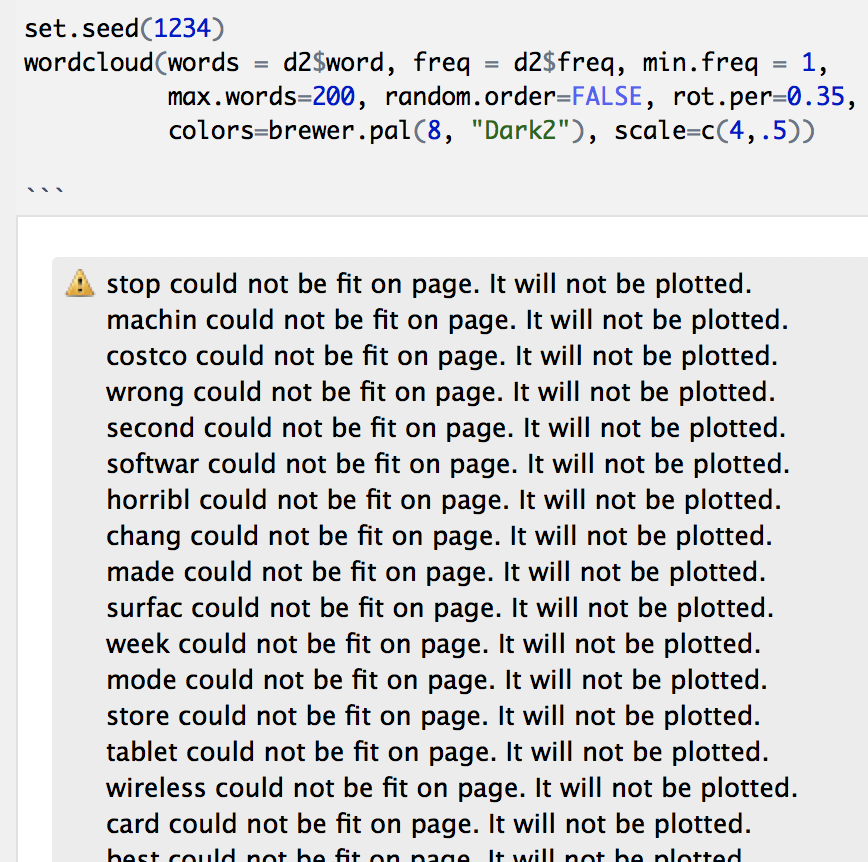 set.seed(1234)
wordcloud(words = d2$word, freq = d2$freq, min.freq = 1,
max.words=200, random.order=FALSE, rot.per=0.35,
colors=brewer.pal(8, "Dark2"), scale=c(4,.5))
```
stop could not be fit on page. It will not be plotted.
machin could not be fit on page. It will not be plotted.
costco could not be fit on page. It will not be plotted.
wrong could not be fit on page. It will not be plotted.
second could not be fit on page. It will not be plotted.
softwar could not be fit on page. It will not be plotted.
horribl could not be fit on page. It will not be plotted.
chang could not be fit on page. It will not be plotted.
made could not be fit on page. It will not be plotted.
surfac could not be fit on page. It will not be plotted.
week could not be fit on page. It will not be plotted.
mode could not be fit on page. It will not be plotted.
store could not be fit on page. It will not be plotted.
tablet could not be fit on page. It will not be plotted.
wireless could not be fit on page. It will not be plotted.
card could not be fit on page. It will not be plotted.
best could not be fit on page. It will not be plotted.